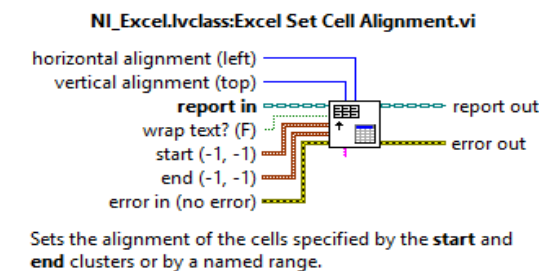 NI_Excel.lvclass:Excel Set Cell Alignment.vi
horizontal alignment (left)
vertical alignment (top)
report in
report out
wrap text? (F)
start (-1, -1)
error out
end (-1, -1)
error in (no error)
Sets the alignment of the cells specified by the start and
end clusters or by a named range.